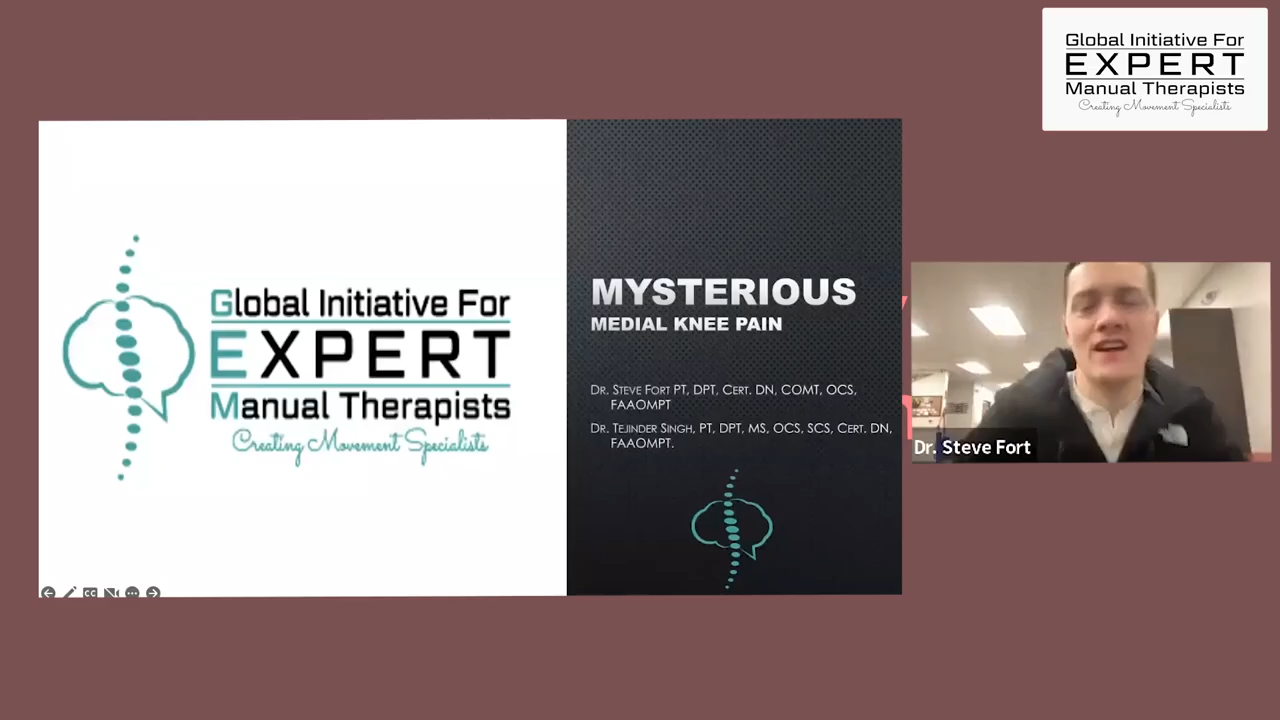 Global Initiative For
EXPERT
Manual Therapists
Creating Movement Specialists
Global Initiative For
EXPERT
Manual Therapists
Creating Movement Specialists
MYSTERIOUS
MEDIAL KNEE PAIN
DR. STEVE FORT PT, DPT, CERT. DN, COMT, OCS,
FAAOMPT
DR. TEJINDER SINGH, PT, DPT, MS, OCS, SCS, CERT. DN,
FAAOMPT.
Dr. Steve Fort
CC